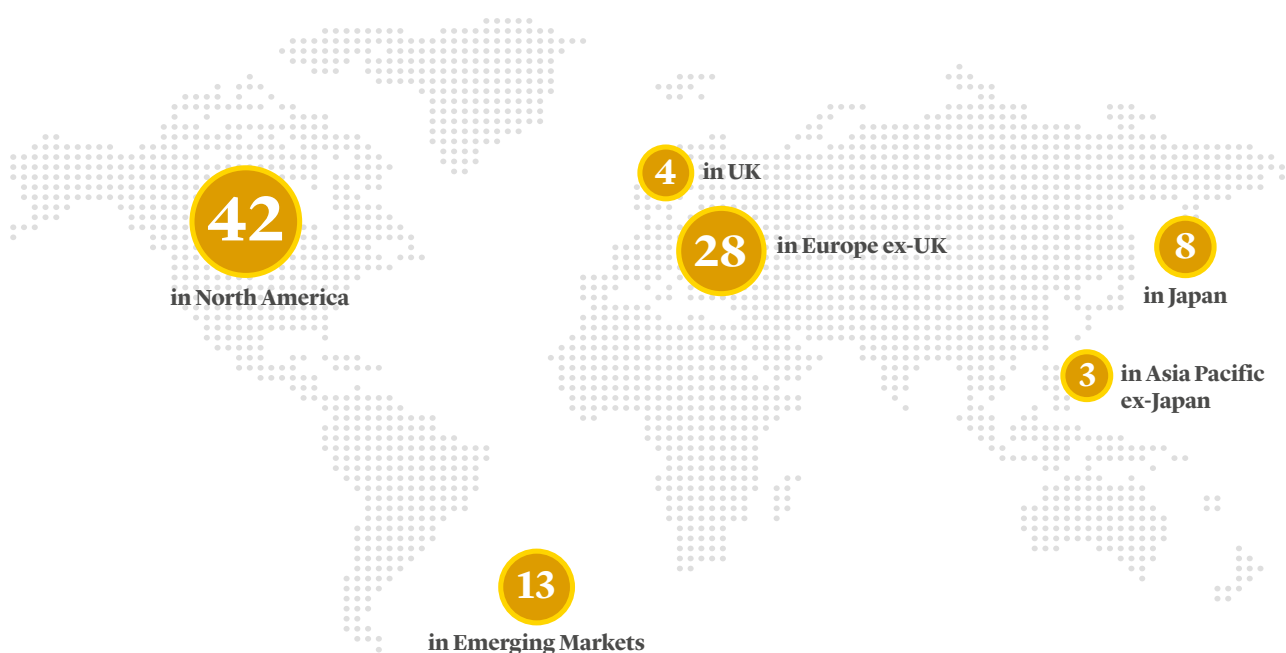 42
in North America
4
in UK
28
in Europe ex-UK
8
in Japan
3
in Asia Pacific
ex-Japan
13
in Emerging Markets